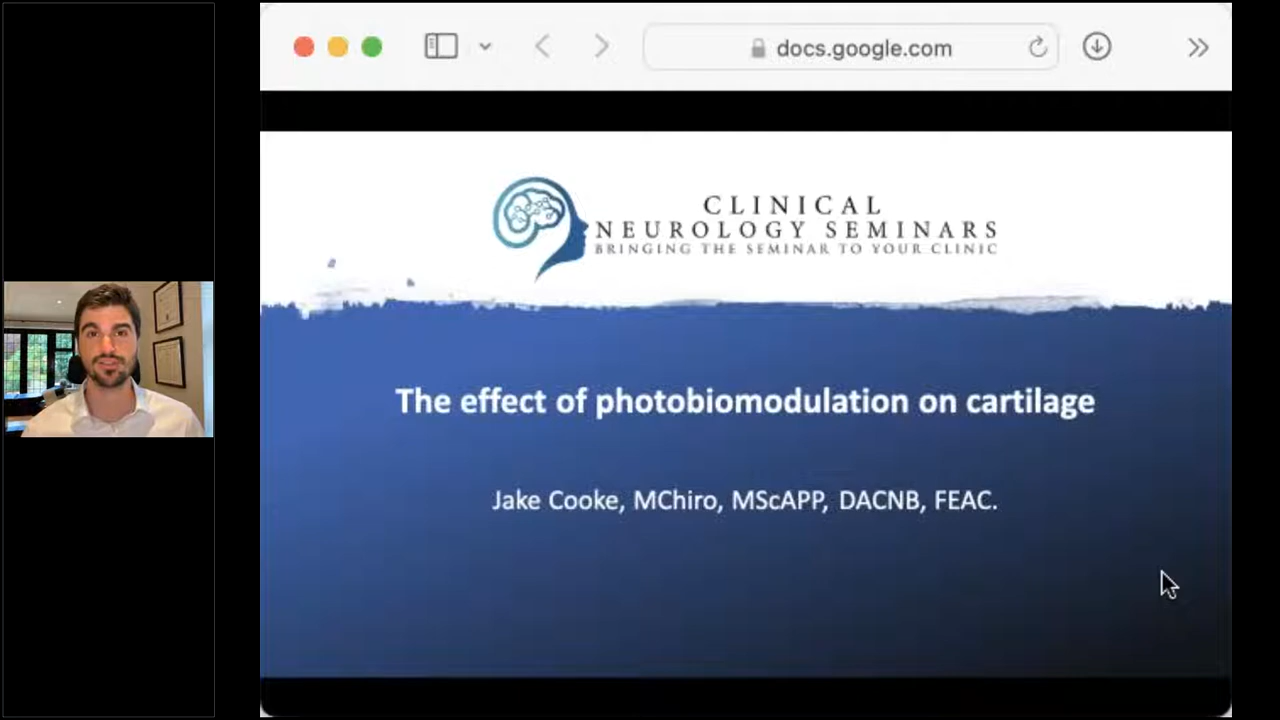 docs.google.com
CLINICAL
NEUROLOGY SEMINARS
BRINGING THE SEMINAR TO YOUR CLINIC
The effect of photobiomodulation on cartilage
Jake Cooke, MChiro, MScAPP, DACNB, FEAC.